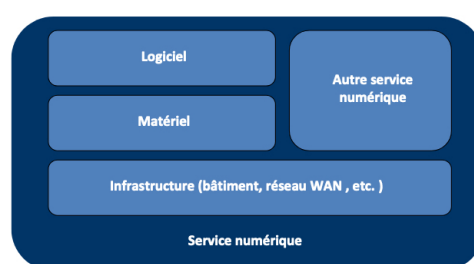 Logiciel
Matériel
Autre service
numérique
Infrastructure (bâtiment, réseau WAN , etc. )
Service numérique